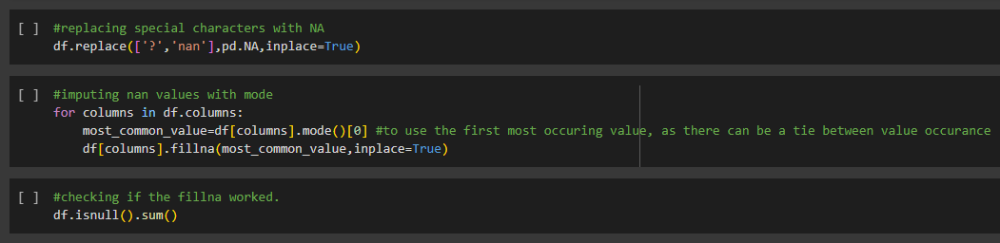 [ ] #replacing special characters with NA
df.replace(['?','nan'],pd.NA,inplace=True)
[ ] #imputing nan values with mode
for columns in df.columns:
    most_common_value=df[columns].mode()[0] #to use the first most occuring value, as there can be a tie between value occurance
    df[columns].fillna(most_common_value,inplace=True)
[ ] #checking if the fillna worked.
df.isnull().sum()